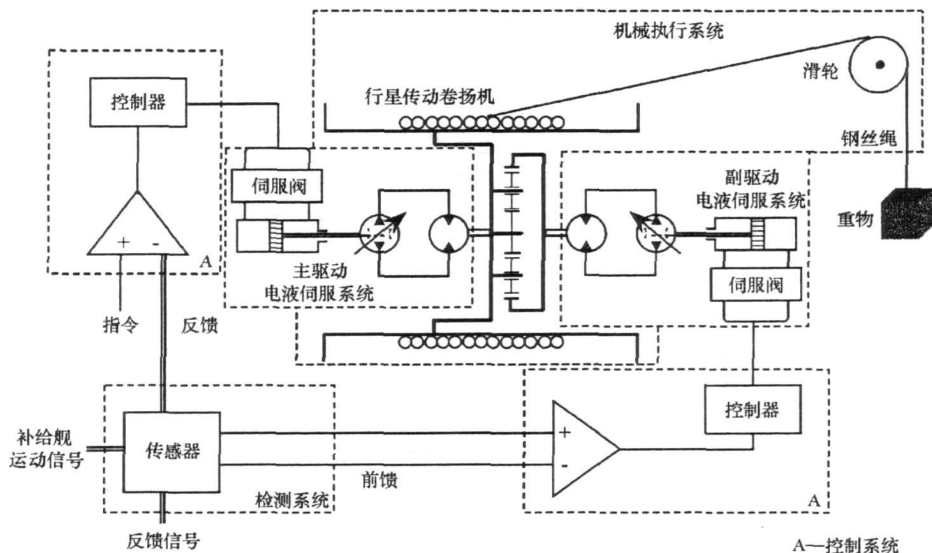 机械执行系统
滑轮
控制器
行星传动卷扬机
钢丝绳
伺服阀
副驱动
电液伺服系统
重物
+ -
A
主驱动
电液伺服系统
伺服阀
指令
反馈
控制器
补给舰
运动信号
传感器
+
-
前馈
检测系统
A
反馈信号
A—控制系统